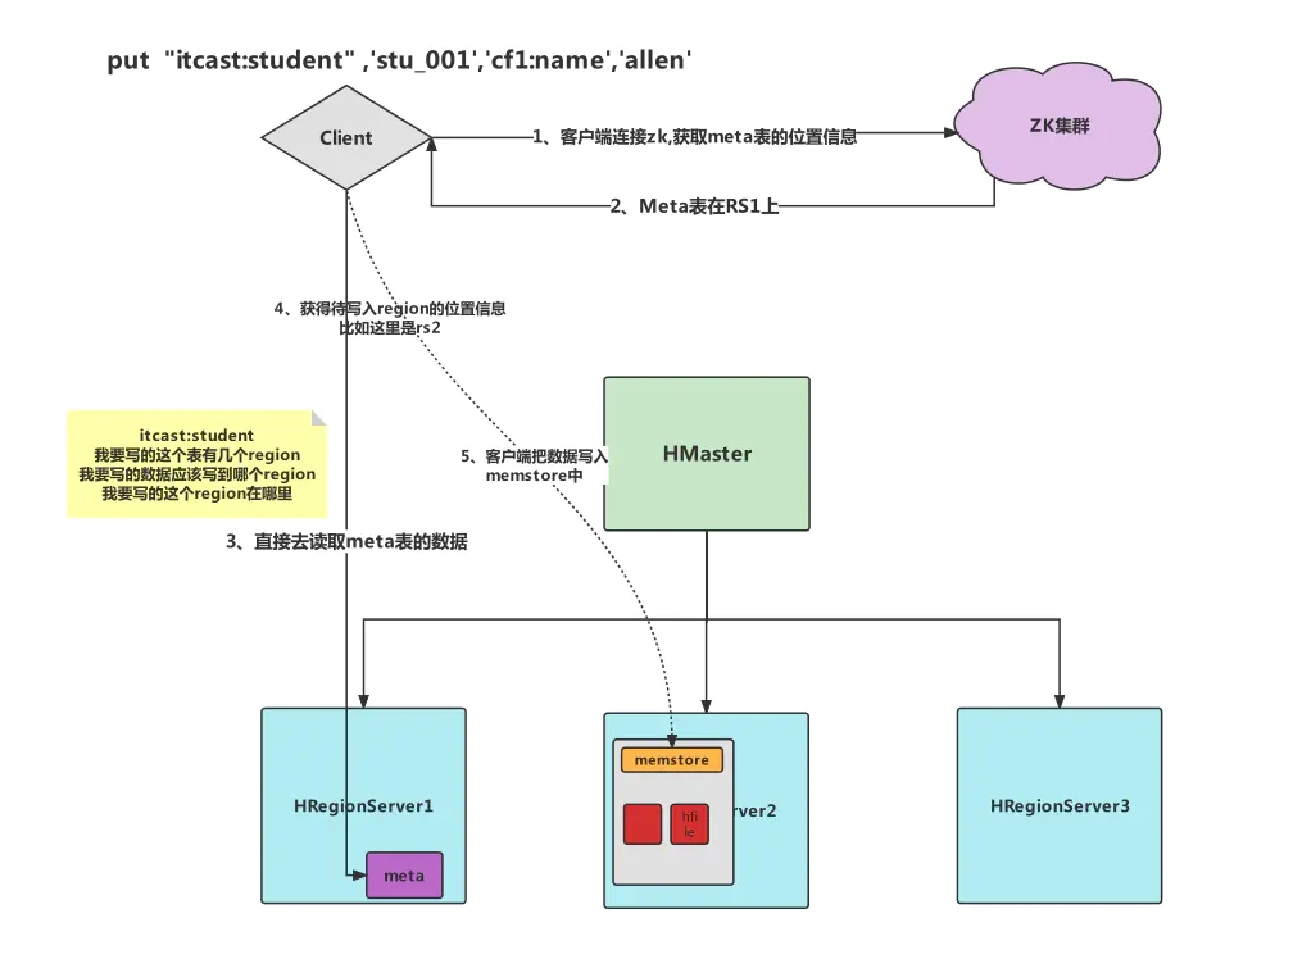 put "itcast:student" ,'stu_001','cf1:name','allen'
Client
1、客户端连接zk,获取meta表的位置信息
ZK集群
2、Meta表在RS1上
4、获得待写入region的位置信息
比如这里是rs2
itcast:student
我要写的这个表有几个region
我要写的数据应该写到哪个region
我要写的这个region在哪里
HMaster
5、客户端把数据写入
memstore中
3、直接去读取meta表的数据
memstore
HRegionServer1
hfi
le
rver2
HRegionServer3
meta